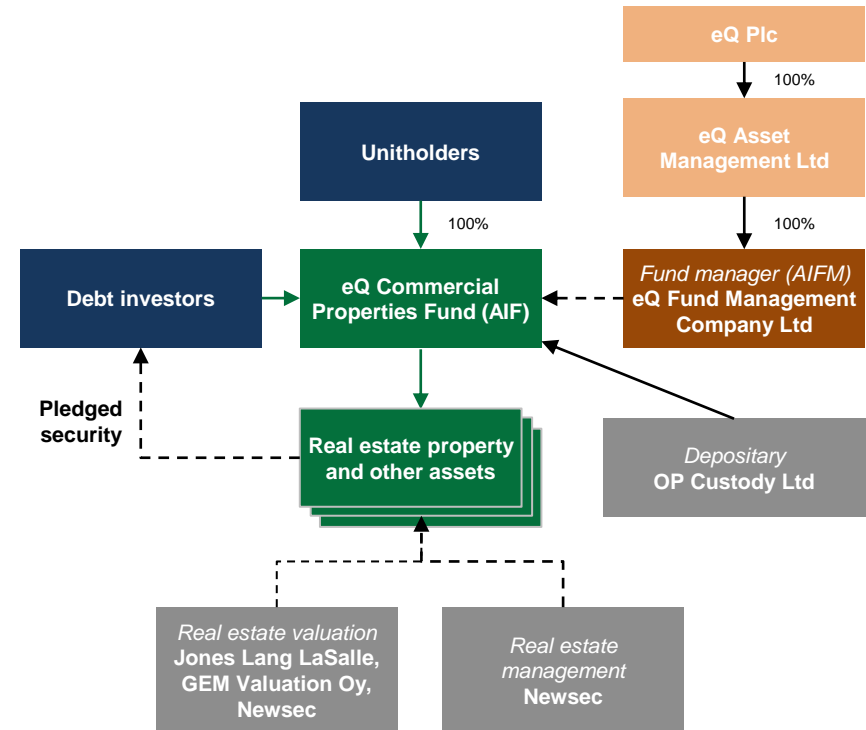 eQ Plc
100%
eQ Asset
Management Ltd
Unitholders
100%
100%
Debt investors
eQ Commercial
Properties Fund (AIF)
Fund manager (AIFM)
eQ Fund Management
Company Ltd
Pledged
security
Real estate property
and other assets
Depositary
OP Custody Ltd
Real estate valuation
Jones Lang LaSalle,
GEM Valuation Oy,
Newsec
Real estate
management
Newsec